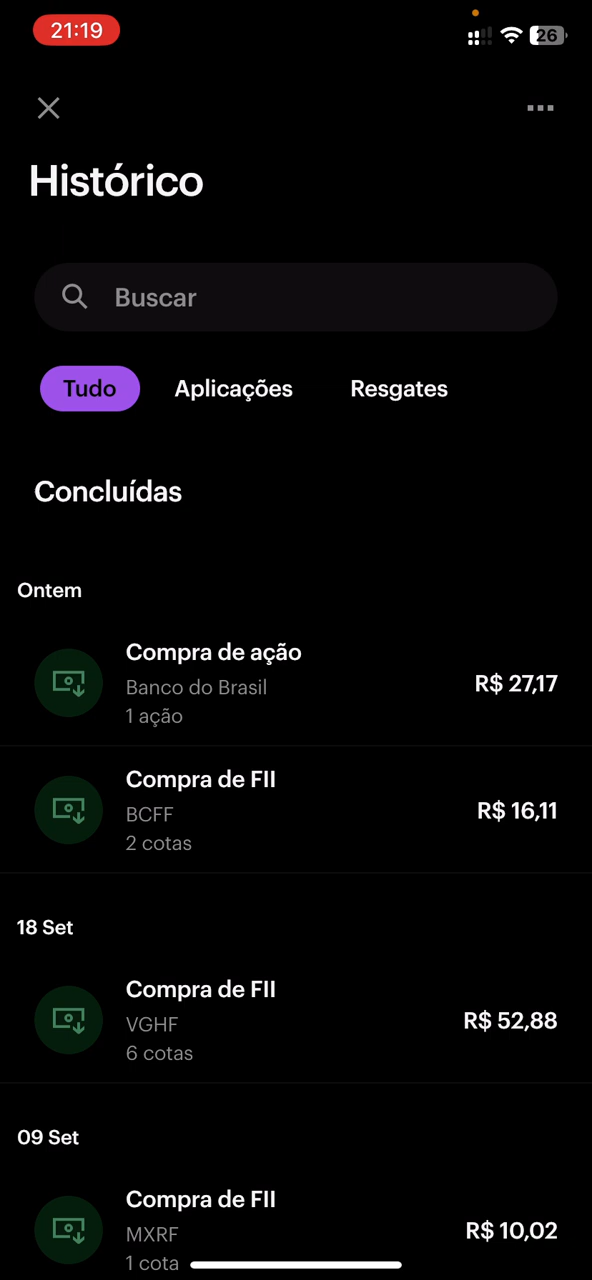 21:19
26
Histórico
Buscar
Tudo Aplicações Resgates
Concluídas
Ontem
Compra de ação
Banco do Brasil
1 ação
R$ 27,17
Compra de FII
BCFF
2 cotas
R$ 16,11
18 Set
Compra de FII
VGHF
6 cotas
R$ 52,88
09 Set
Compra de FII
MXRF
1 cota
R$ 10,02